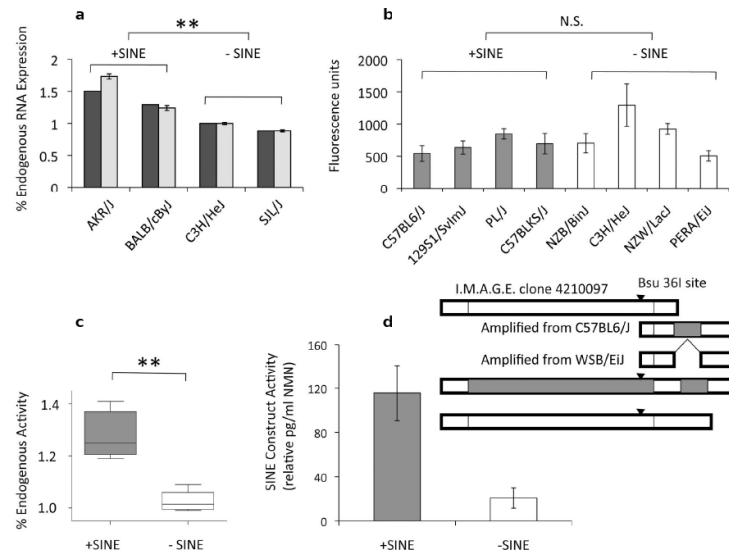 a
**
+SINE - SINE
% Endogenous RNA Expression
2
1.5
1
0.5
0
AKR/J
BALB/cByJ
C3H/HeJ
SJL/J
b
N.S.
+SINE - SINE
Fluorescence units
2000
1500
1000
500
0
C57BL6/J
129S1/SvImJ
PL/J
C57BLKS/J
NZB/BinJ
C3H/HeJ
NZW/LacJ
PERA/EiJ
c
**
% Endogenous Activity
1.4
1.2
1.0
+SINE - SINE
d
I.M.A.G.E. clone 4210097
Bsu 36I site
Amplified from C57BL6/J
Amplified from WSB/EiJ
SINE Construct Activity
(relative pg/ml NMN)
160
120
80
40
0
+SINE -SINE